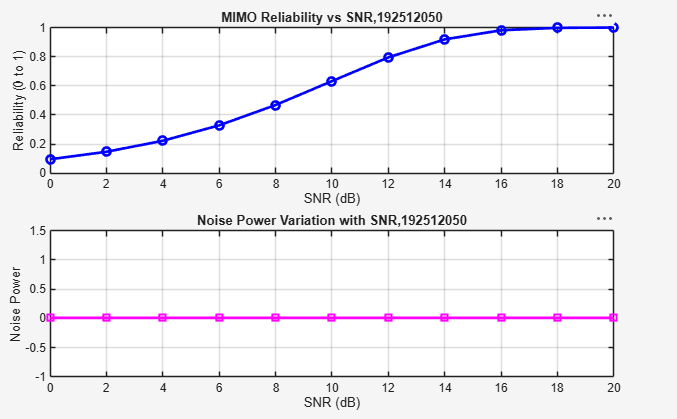 MIMO Reliability vs SNR,192512050
Reliability (0 to 1)
1
0.8
0.6
0.4
0.2
0
0 2 4 6 8 10 12 14 16 18 20
SNR (dB)
Noise Power Variation with SNR,192512050
Noise Power
1.5
1
0.5
0
-0.5
-1
0 2 4 6 8 10 12 14 16 18 20
SNR (dB)